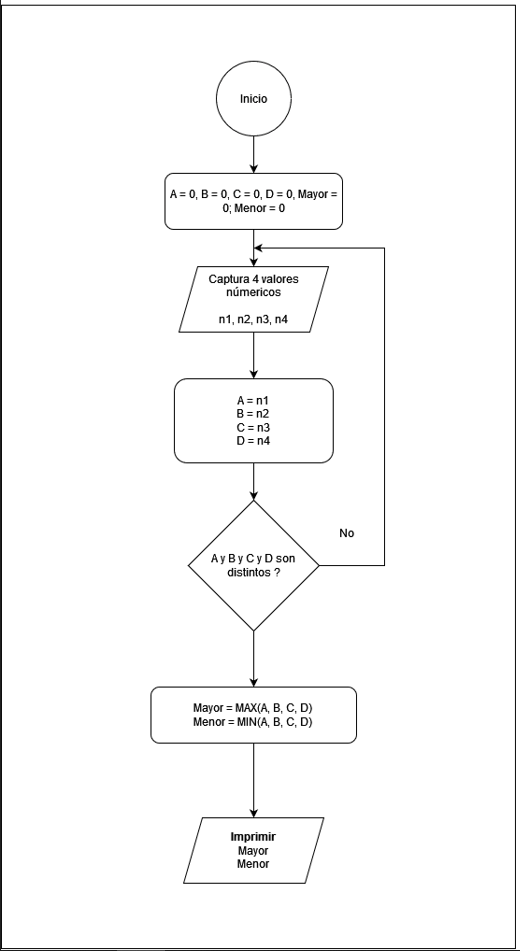 Inicio
A = 0, B = 0, C = 0, D = 0, Mayor =
0; Menor = 0
Captura 4 valores
númericos
n1, n2, n3, n4
A = n1
B = n2
C = n3
D = n4
A y B y C y D son
distintos ?
No
Mayor = MAX(A, B, C, D)
Menor = MIN(A, B, C, D)
Imprimir
Mayor
Menor